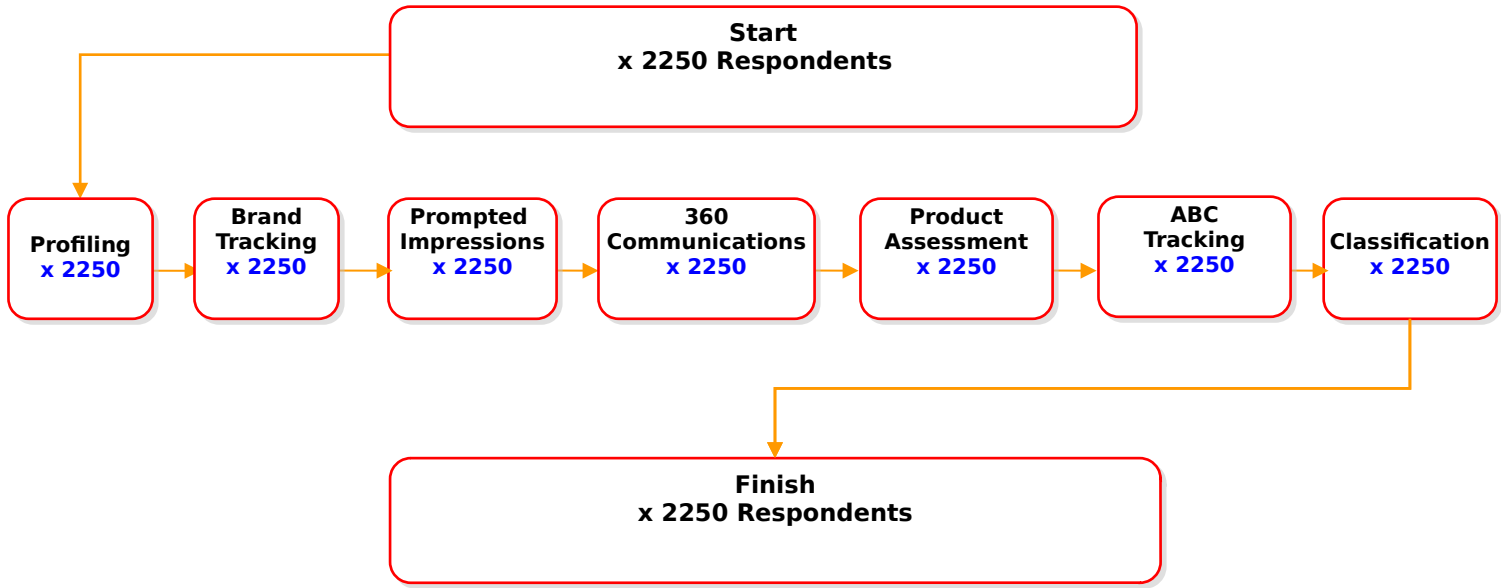 Start
x 2250 Respondents
Profiling
x 2250
Brand
Tracking
x 2250
Prompted
Impressions
x 2250
360
Communications
x 2250
Product
Assessment
x 2250
ABC
Tracking
x 2250
Classification
x 2250
Finish
x 2250 Respondents